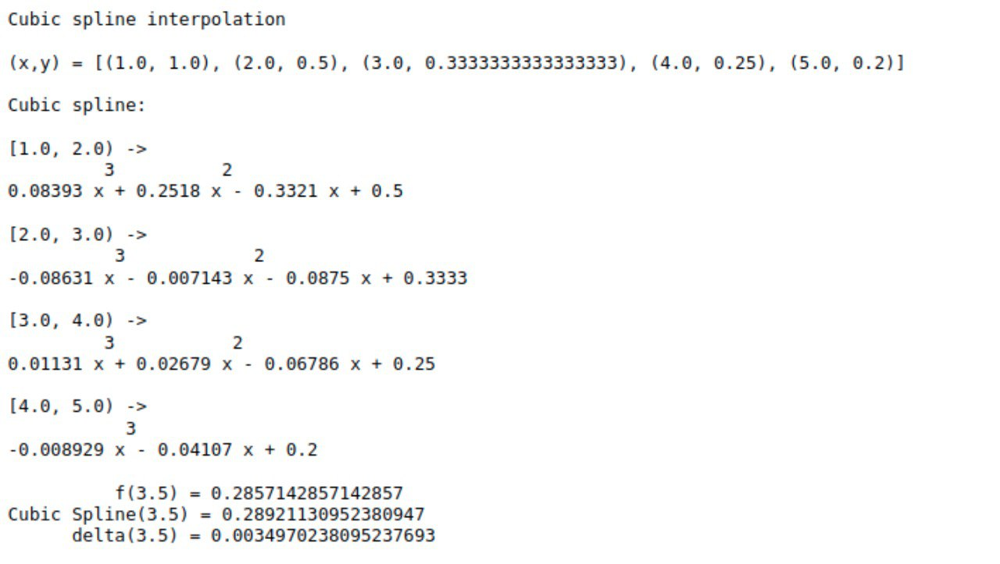 Cubic spline interpolation
(x,y) = [(1.0, 1.0), (2.0, 0.5), (3.0, 0.3333333333333333), (4.0, 0.25), (5.0, 0.2)]
Cubic spline:
[1.0, 2.0) ->
         3          2
0.08393 x + 0.2518 x - 0.3321 x + 0.5
[2.0, 3.0) ->
          3            2
-0.08631 x - 0.007143 x - 0.0875 x + 0.3333
[3.0, 4.0) ->
         3           2
0.01131 x + 0.02679 x - 0.06786 x + 0.25
[4.0, 5.0) ->
           3
-0.008929 x - 0.04107 x + 0.2
          f(3.5) = 0.2857142857142857
Cubic Spline(3.5) = 0.28921130952380947
      delta(3.5) = 0.0034970238095237693